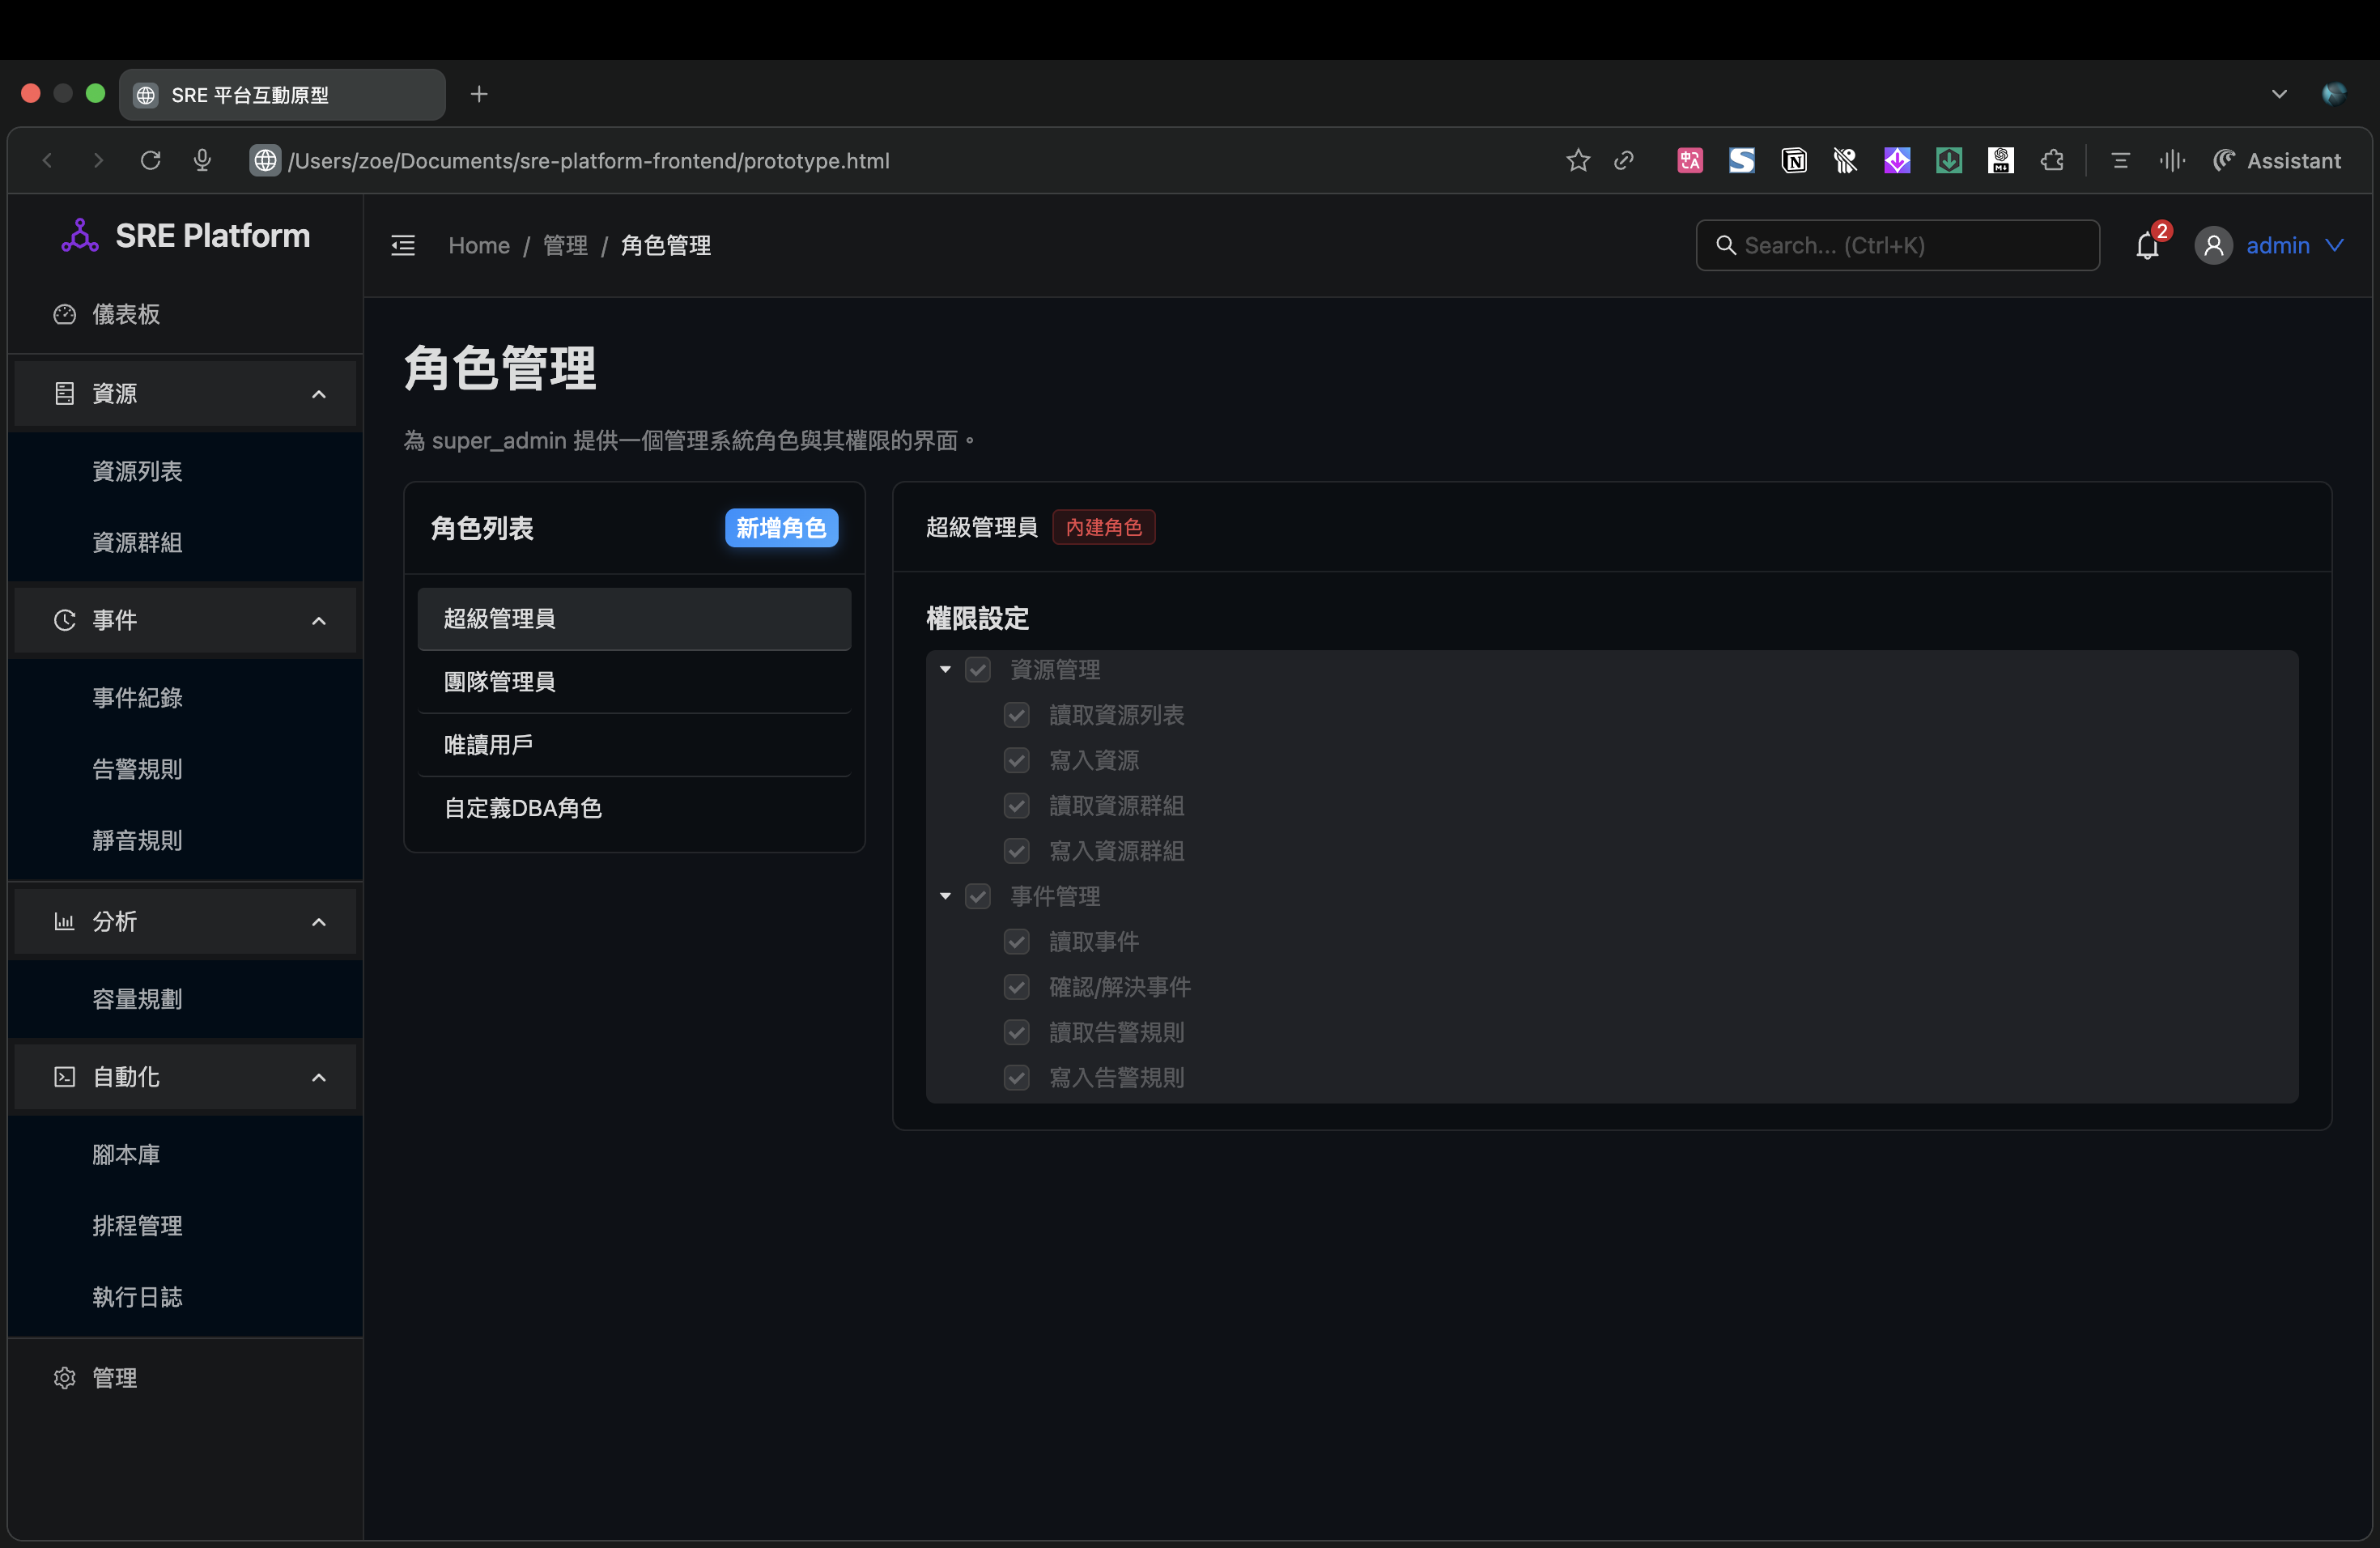 SRE 平台互動原型
/Users/zoe/Documents/sre-platform-frontend/prototype.html
Assistant
SRE Platform
Home / 管理 / 角色管理
Search... (Ctrl+K)
2
admin
儀表板
資源
資源列表
資源群組
事件
事件紀錄
告警規則
靜音規則
分析
容量規劃
自動化
腳本庫
排程管理
執行日誌
管理
角色管理
為 super_admin 提供一個管理系統角色與其權限的界面。
角色列表
新增角色
超級管理員
團隊管理員
唯讀用戶
自定義DBA角色
超級管理員 內建角色
權限設定
資源管理
讀取資源列表
寫入資源
讀取資源群組
寫入資源群組
事件管理
讀取事件
確認/解決事件
讀取告警規則
寫入告警規則